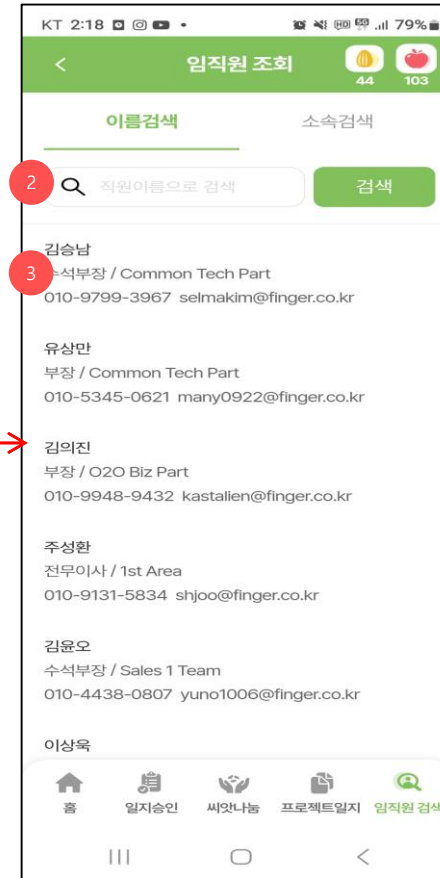 KT 2:18 79%
임직원 조회
44 103
이름검색 소속검색
2 직원이름으로 검색 검색
김승남
3 수석부장 / Common Tech Part
010-9799-3967 selmakim@finger.co.kr
유상만
부장 / Common Tech Part
010-5345-0621 many0922@finger.co.kr
김의진
부장 / O2O Biz Part
010-9948-9432 kastalien@finger.co.kr
주성환
전무이사 / 1st Area
010-9131-5834 shjoo@finger.co.kr
김윤오
수석부장 / Sales 1 Team
010-4438-0807 yuno1006@finger.co.kr
이상욱
홈 일지승인 씨앗나눔 프로젝트일지 임직원 검색